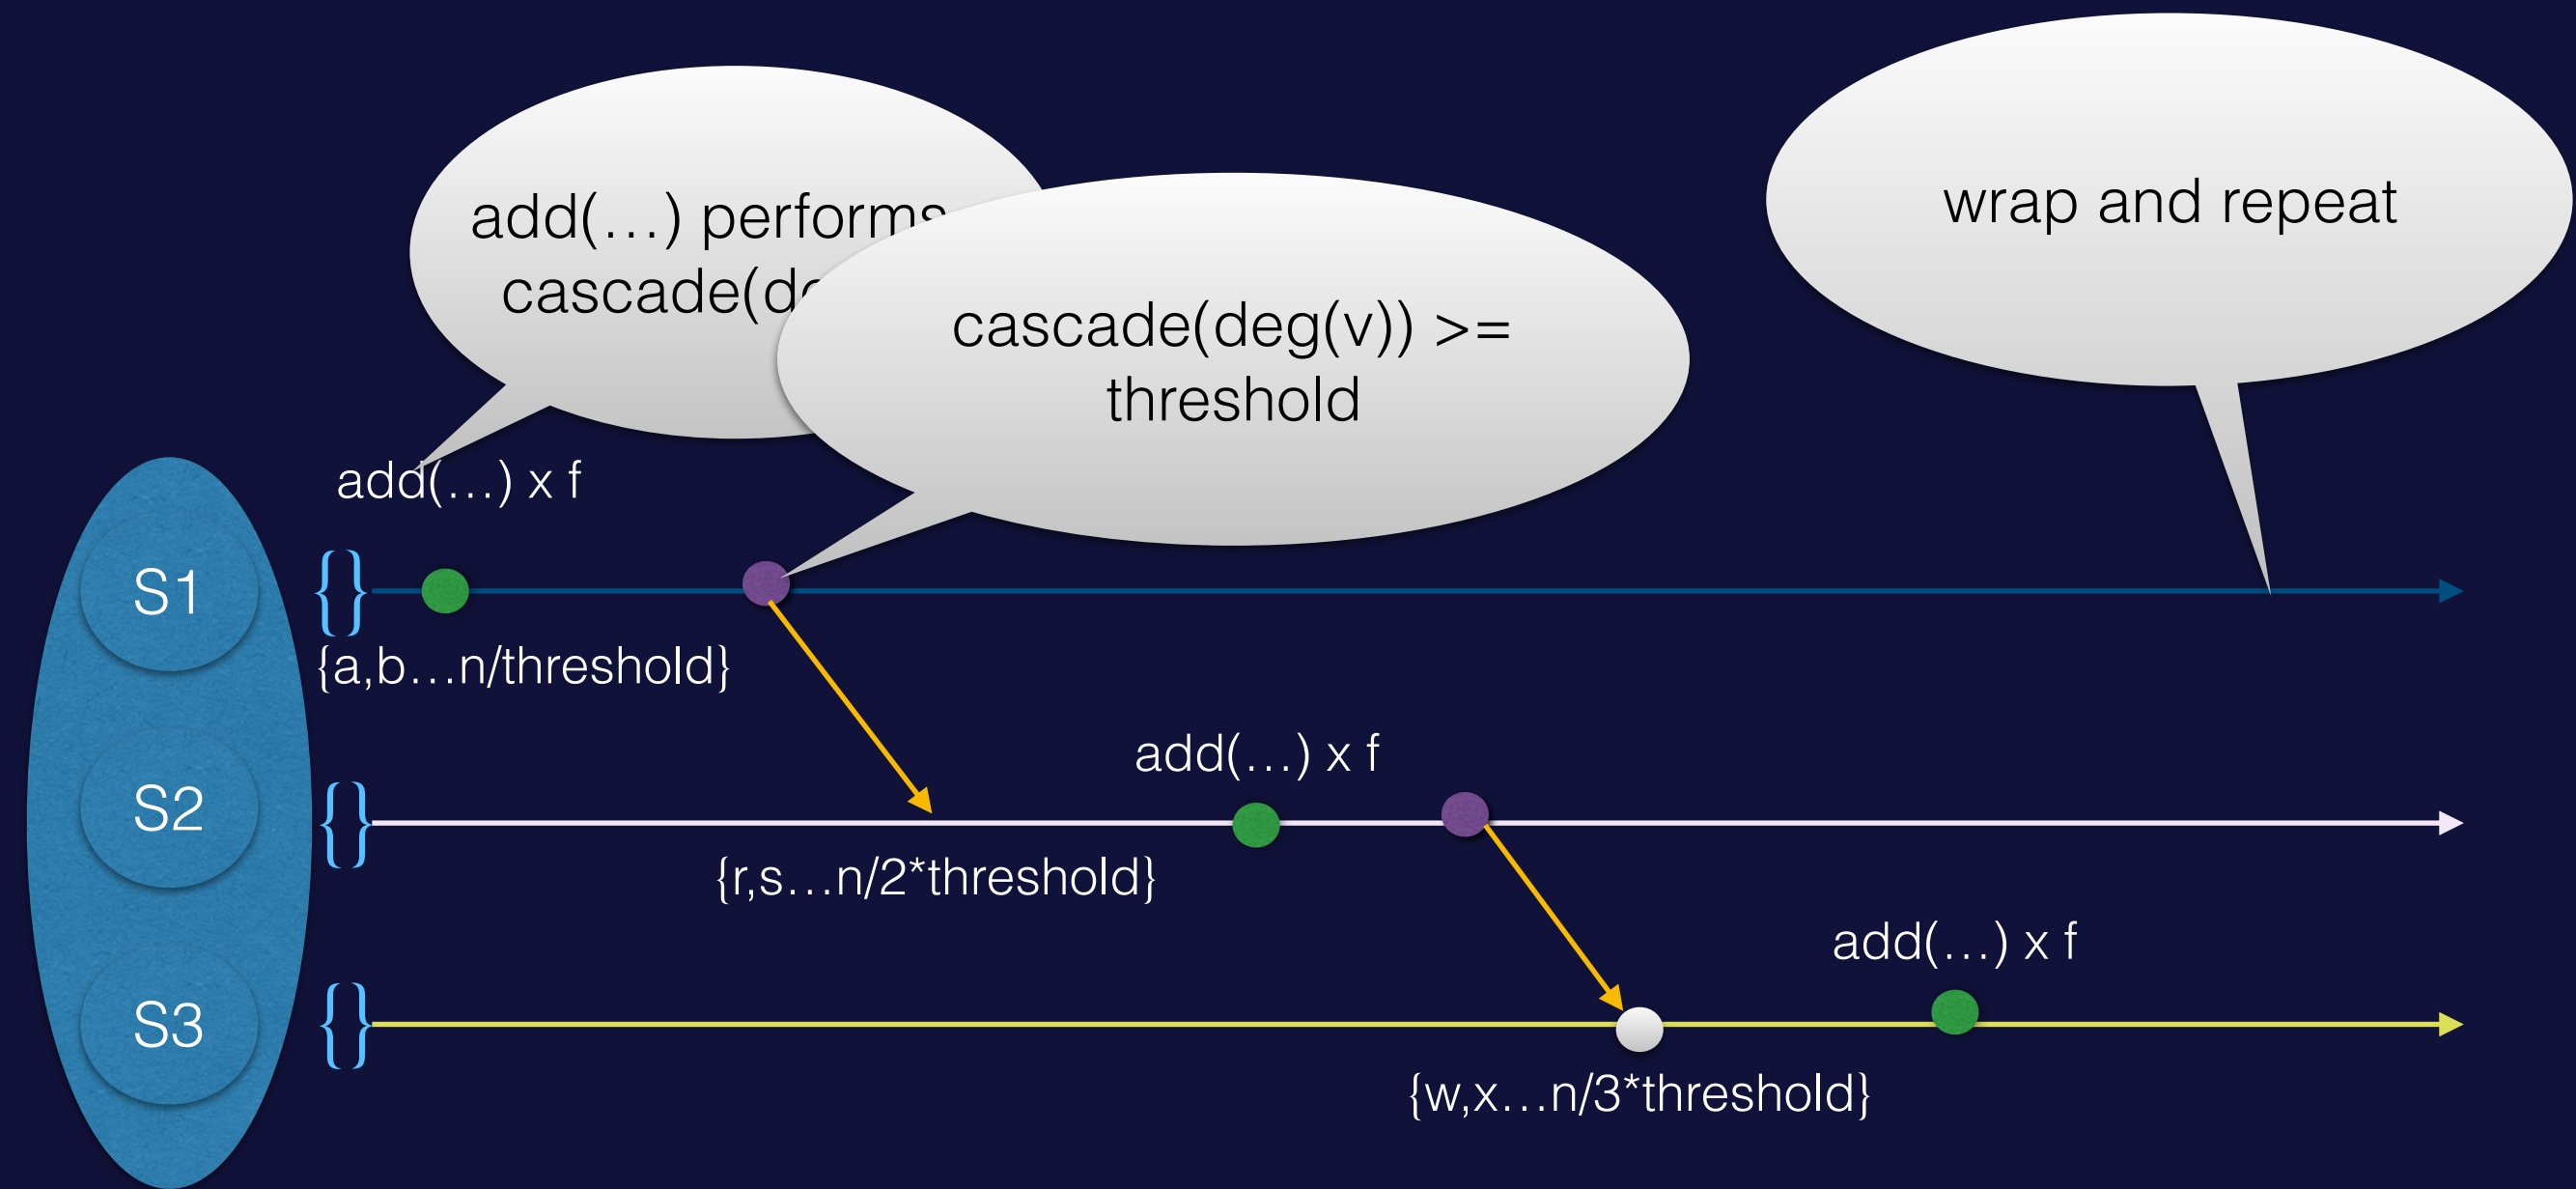 add(…) performs
cascade(de
cascade(deg(v)) >=
threshold
wrap and repeat
add(…) x f
S1
{}
{a,b…n/threshold}
add(…) x f
S2
{}
{r,s…n/2*threshold}
add(…) x f
S3
{}
{w,x…n/3*threshold}